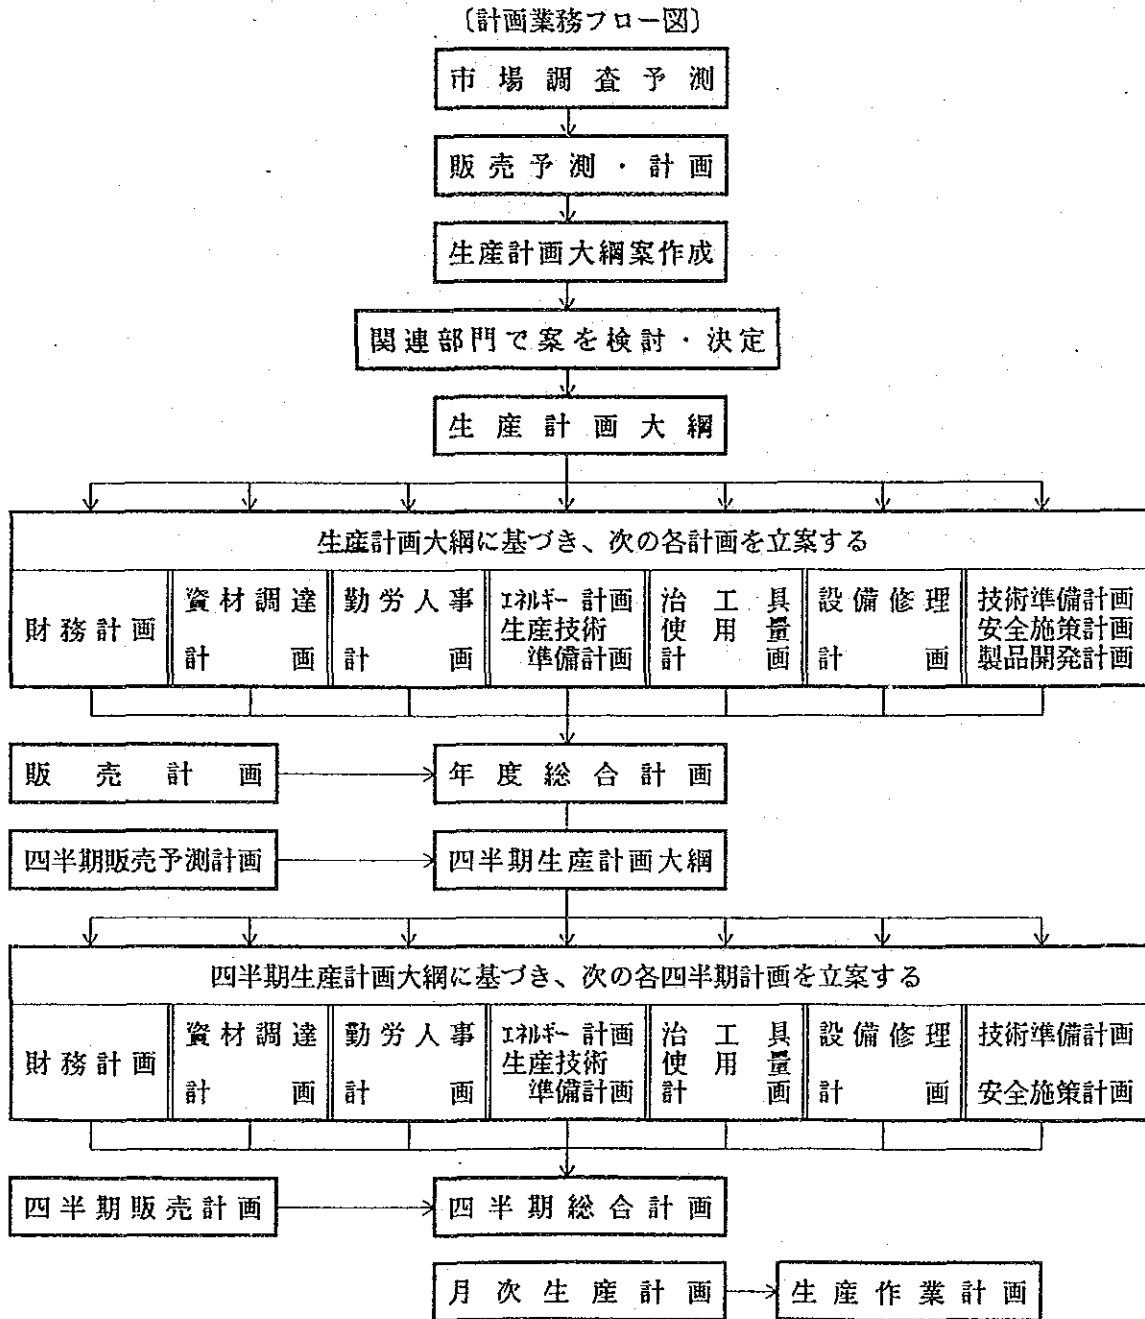 〔計画業務フロー図〕
市場調査予測
販売予測・計画
生産計画大綱案作成
関連部門で案を検討・決定
生産計画大綱
生産計画大綱に基づき、次の各計画を立案する
財務計画
資材調達
計画
勤労人事
計画
エネルギー計画
生産技術
準備計画
治工具
使用量
計画
設備修理
計画
技術準備計画
安全施策計画
製品開発計画
販売計画
年度総合計画
四半期販売予測計画
四半期生産計画大綱
四半期生産計画大綱に基づき、次の各四半期計画を立案する
財務計画
資材調達
計画
勤労人事
計画
エネルギー計画
生産技術
準備計画
治工具
使用量
計画
設備修理
計画
技術準備計画
安全施策計画
四半期販売計画
四半期総合計画
月次生産計画
生産作業計画